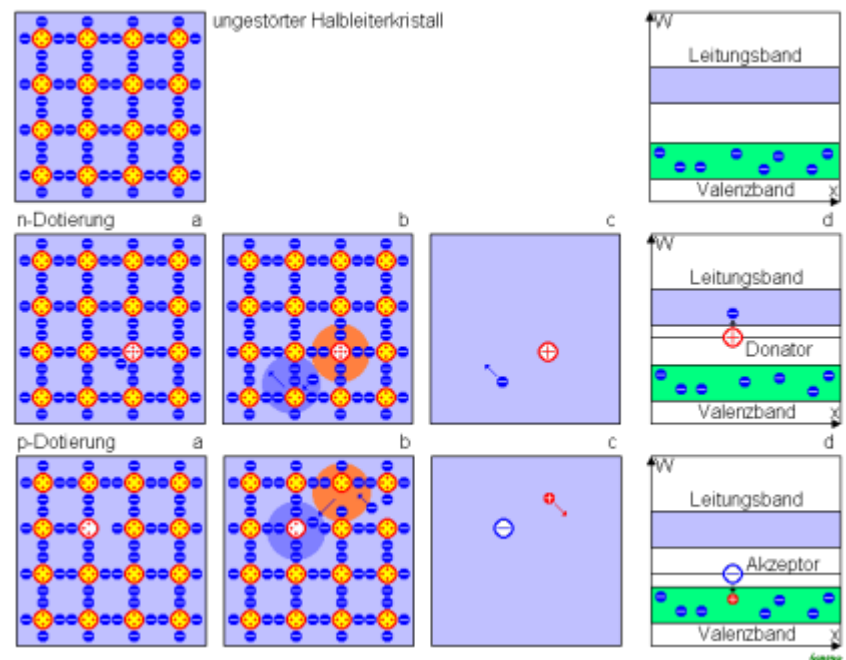 ungestörter Halbleiterkristall
W
Leitungsband
Valenzband x
n-Dotierung a b c d
W
Leitungsband
Donator
Valenzband x
p-Dotierung a b c d
W
Leitungsband
Akzeptor
Valenzband x